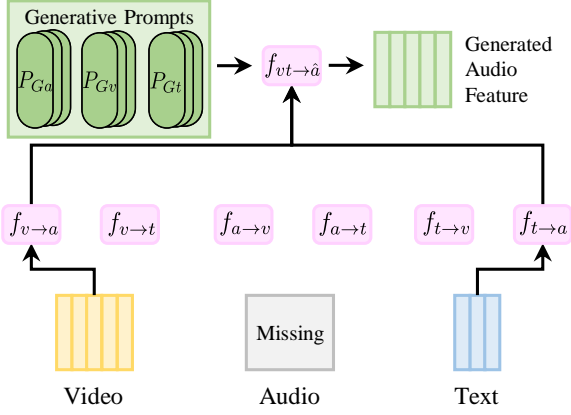 Generative Prompts
P_{Ga} P_{Gv} P_{Gt}
f_{vt→â}
Generated
Audio
Feature
f_{v→a} f_{v→t} f_{a→v} f_{a→t} f_{t→v} f_{t→a}
Missing
Video Audio Text